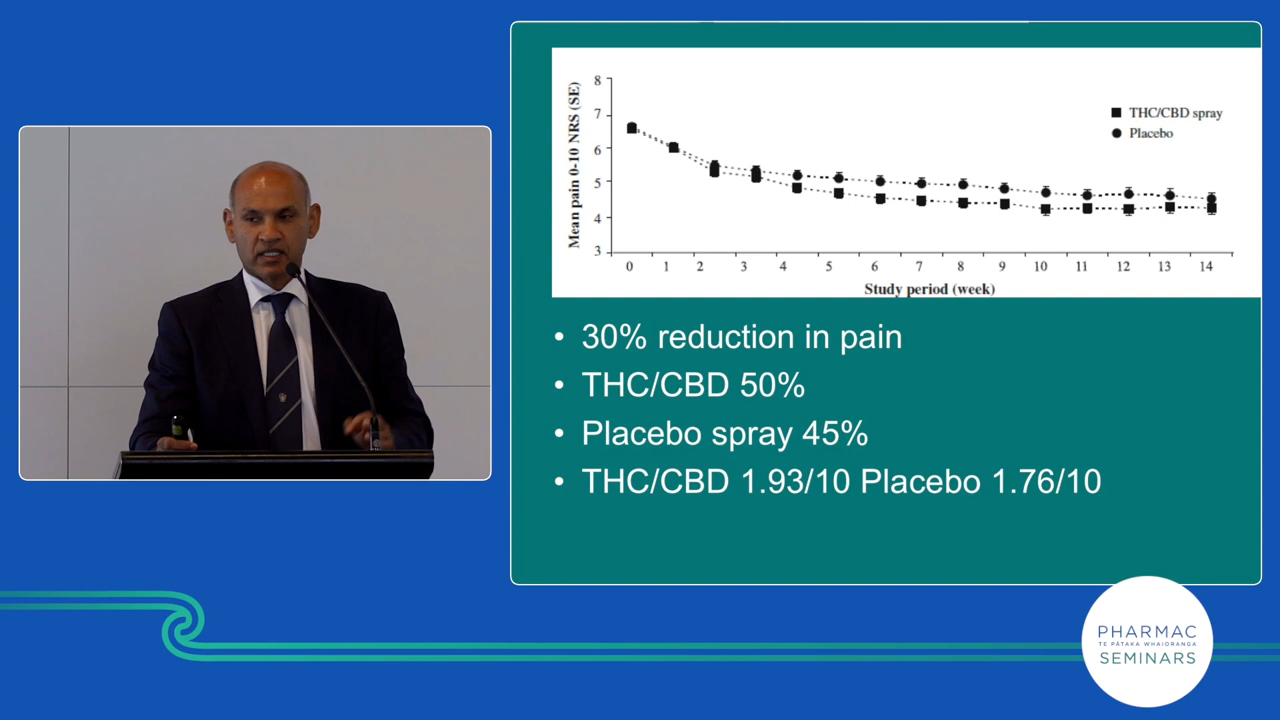 Mean pain 0-10 NRS (SE)
8
7
6
5
4
3
THC/CBD spray
Placebo
0 1 2 3 4 5 6 7 8 9 10 11 12 13 14
Study period (week)
• 30% reduction in pain
• THC/CBD 50%
• Placebo spray 45%
• THC/CBD 1.93/10 Placebo 1.76/10
PHARMAC
TE PĀTAKA WHAIORANGA
SEMINARS